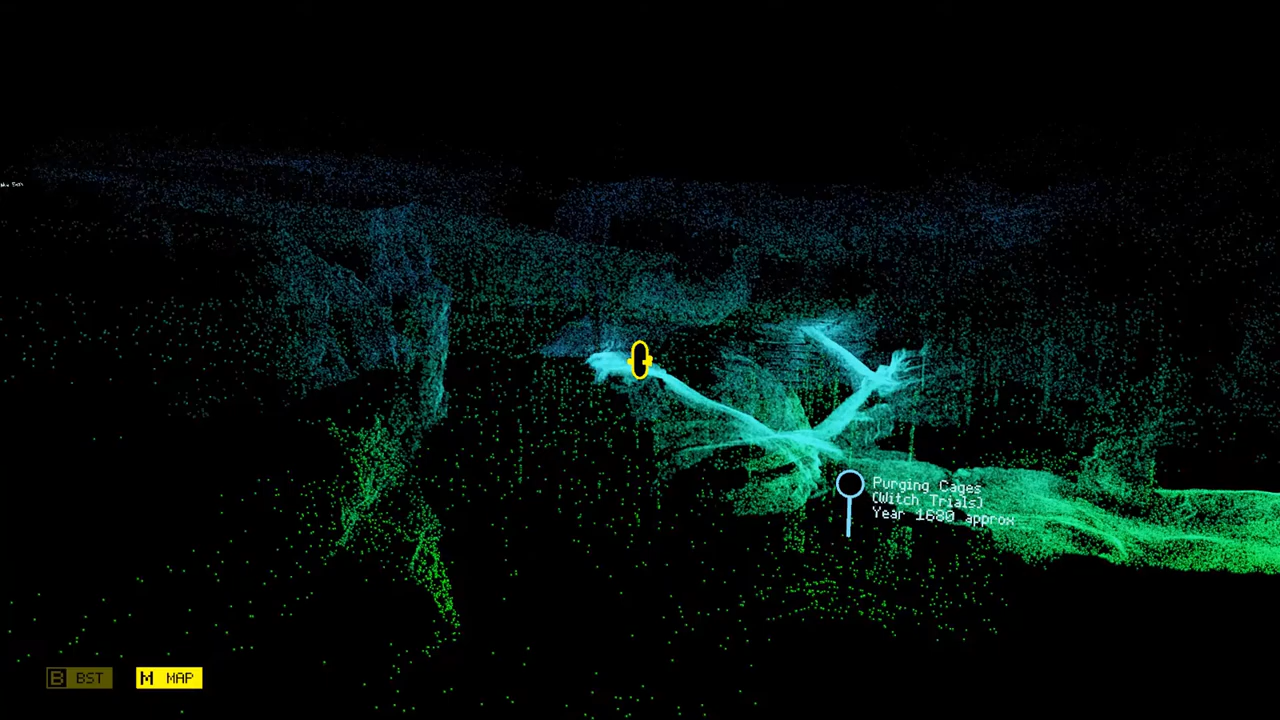 Purging Cages
(Witch Trials)
Year 1680 approx
B BST
M MAP